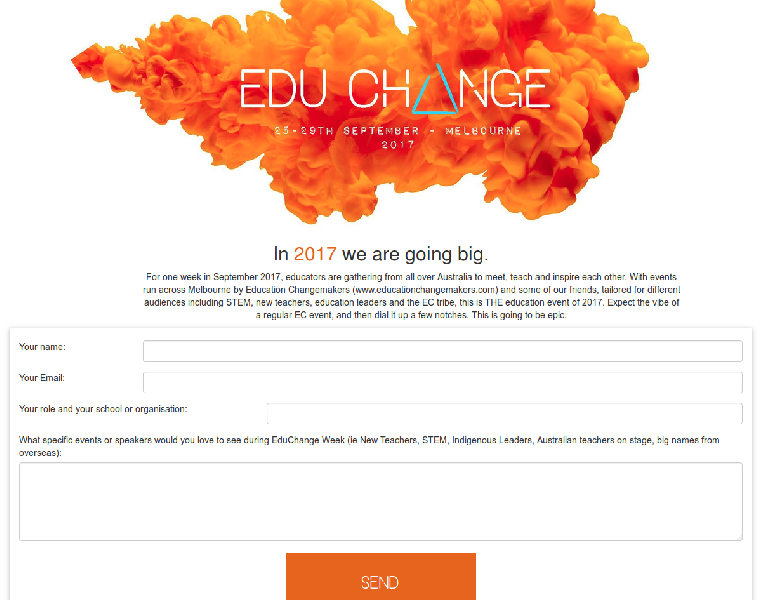 EDU CHANGE
25-29TH SEPTEMBER - MELBOURNE
2017
In 2017 we are going big.
For one week in September 2017, educators are gathering from all over Australia to meet, teach and inspire each other. With events
run across Melbourne by Education Changemakers (www.educationchangemakers.com) and some of our friends, tailored for different
audiences including STEM, new teachers, education leaders and the EC tribe, this is THE education event of 2017. Expect the vibe of
a regular EC event, and then dial it up a few notches. This is going to be epic.
Your name:
Your Email:
Your role and your school or organisation:
What specific events or speakers would you love to see during EduChange Week (ie New Teachers, STEM, Indigenous Leaders, Australian teachers on stage, big names from
overseas):
SEND